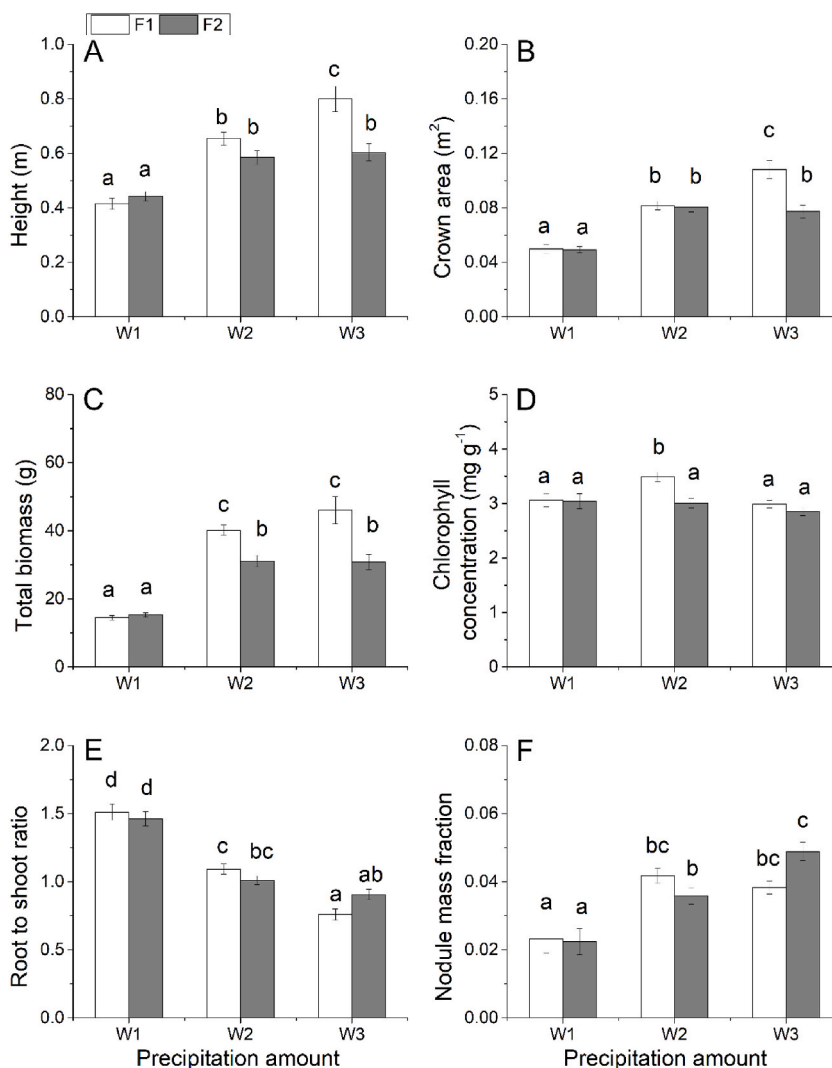 F1 F2
A
1.0
0.8
0.6
0.4
0.2
0.0
Height (m)
a a b b c b
W1 W2 W3
Precipitation amount
B
0.20
0.16
0.12
0.08
0.04
0.00
Crown area (m²)
a a b b c b
W1 W2 W3
Precipitation amount
C
80
60
40
20
0
Total biomass (g)
a a c b c b
W1 W2 W3
D
5
4
3
2
1
0
Chlorophyll
concentration (mg g⁻¹)
a a b a a a
W1 W2 W3
E
2.0
1.5
1.0
0.5
0.0
Root to shoot ratio
d d c bc a ab
W1 W2 W3
Precipitation amount
F
0.08
0.06
0.04
0.02
0.00
Nodule mass fraction
a a bc b bc c
W1 W2 W3
Precipitation amount